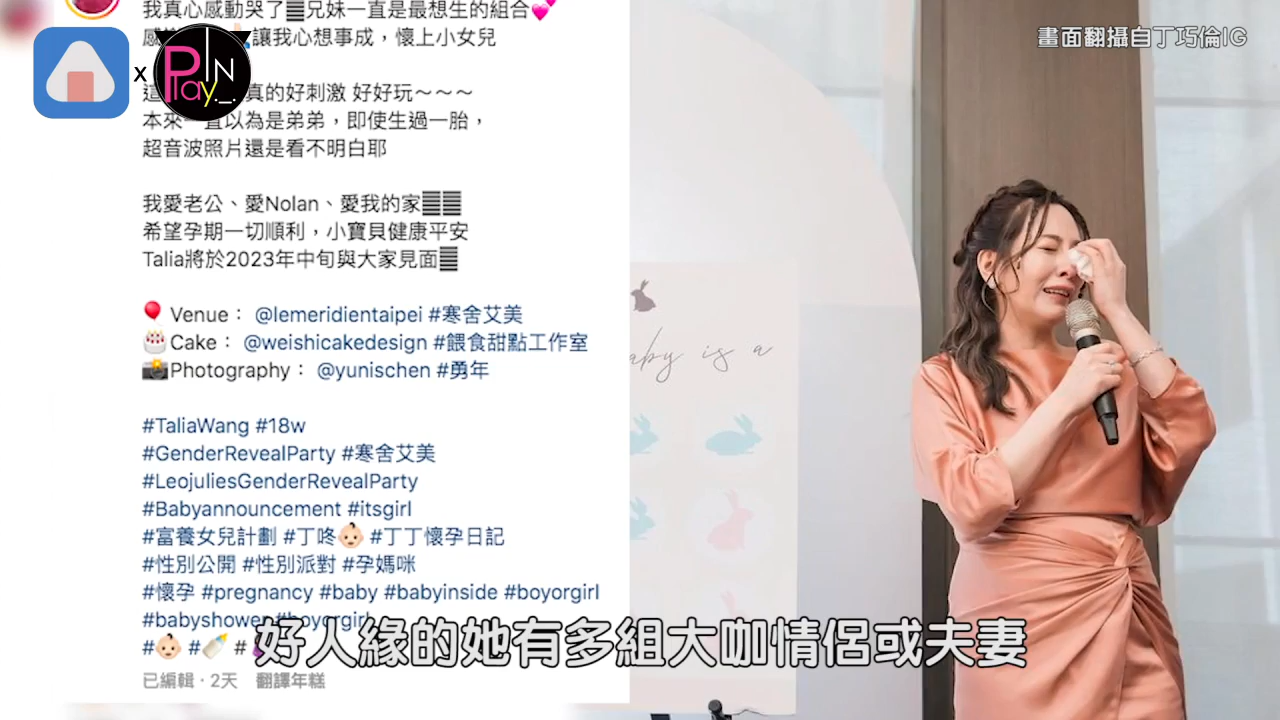 我真心感動哭了 兄妹一直是最想生的組合💕
讓我心想事成，懷上小女兒
真的好刺激 好好玩～～～
本來一直以為是弟弟，即使生過一胎，
超音波照片還是看不明白耶
我愛老公、愛Nolan、愛我的家
希望孕期一切順利，小寶貝健康平安
Talia將於2023年中旬與大家見面
🎈 Venue： @lemeridientaipei #寒舍艾美
🎂Cake： @weishicakedesign #餵食甜點工作室
📸Photography： @yunischen #勇年
#TaliaWang #18w
#GenderRevealParty #寒舍艾美
#LeojuliesGenderRevealParty
#Babyannouncement #itsgirl
#富養女兒計劃 #丁咚👶🏻 #丁丁懷孕日記
#性別公開 #性別派對 #孕媽咪
#懷孕 #pregnancy #baby #babyinside #boyorgirl
#babyshower #boyorgirl
#👶🏻 #🍼 #
已編輯 · 2天 翻譯年糕
x
Play IN
畫面翻攝自丁巧倫IG
baby is a
好人緣的她有多組大咖情侶或夫妻